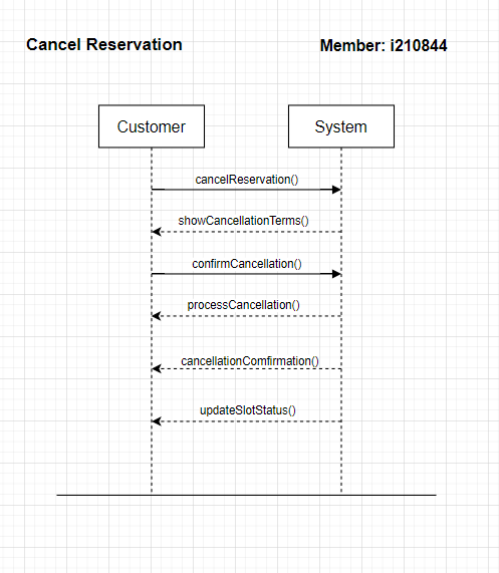 Cancel Reservation
Member: i210844
Customer
System
cancelReservation()
showCancellationTerms()
confirmCancellation()
processCancellation()
cancellationComfirmation()
updateSlotStatus()